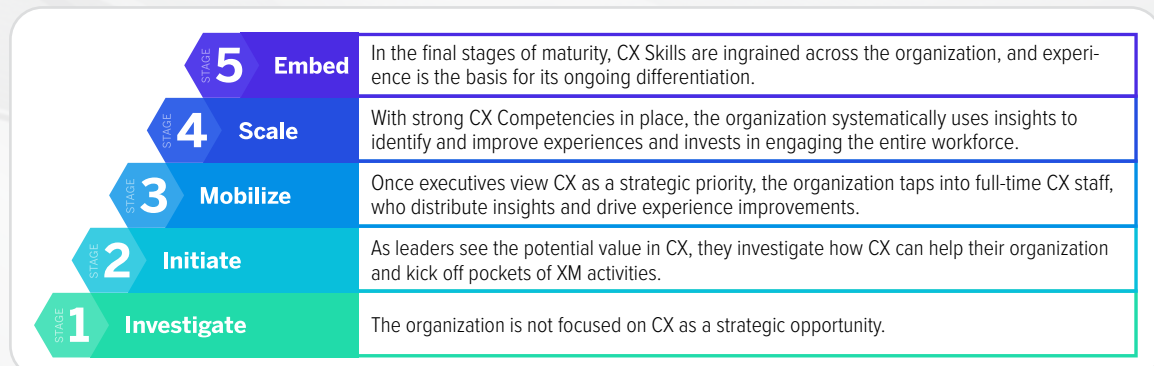 STAGE 5 Embed
In the final stages of maturity, CX Skills are ingrained across the organization, and experi-
ence is the basis for its ongoing differentiation.
STAGE 4 Scale
With strong CX Competencies in place, the organization systematically uses insights to
identify and improve experiences and invests in engaging the entire workforce.
STAGE 3 Mobilize
Once executives view CX as a strategic priority, the organization taps into full-time CX staff,
who distribute insights and drive experience improvements.
STAGE 2 Initiate
As leaders see the potential value in CX, they investigate how CX can help their organization
and kick off pockets of XM activities.
STAGE 1 Investigate
The organization is not focused on CX as a strategic opportunity.